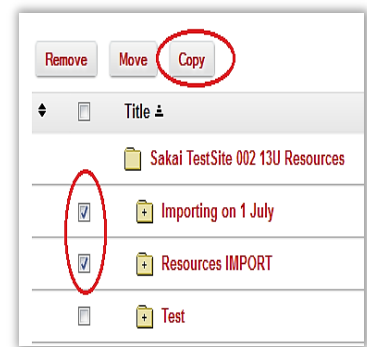 Remove Move Copy
Title
Sakai TestSite 002 13U Resources
Importing on 1 July
Resources IMPORT
Test